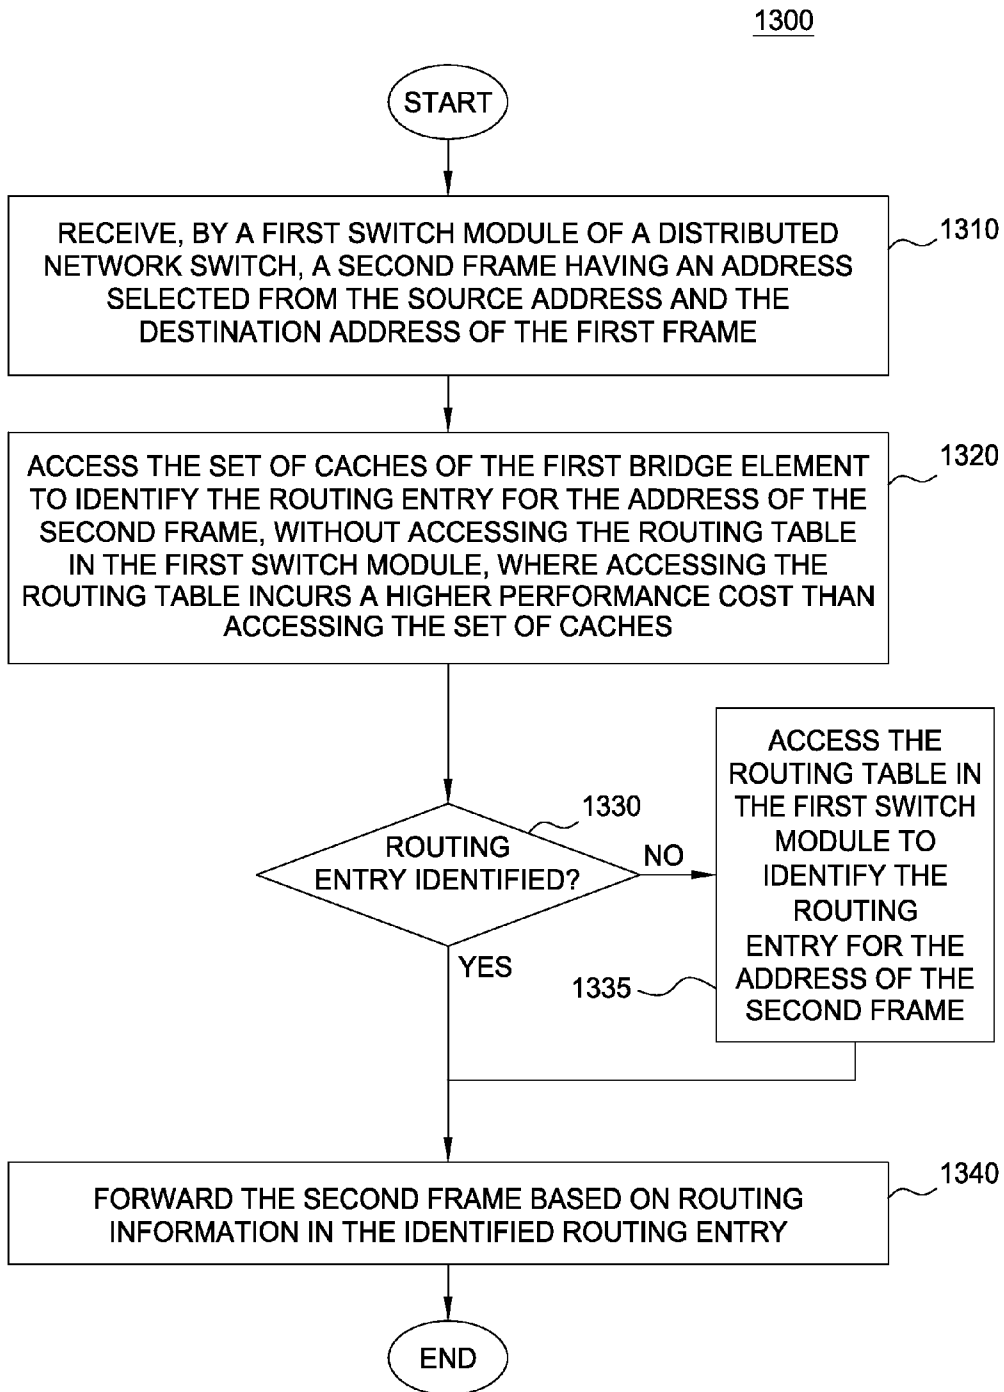 1300
START
RECEIVE, BY A FIRST SWITCH MODULE OF A DISTRIBUTED
NETWORK SWITCH, A SECOND FRAME HAVING AN ADDRESS
SELECTED FROM THE SOURCE ADDRESS AND THE
DESTINATION ADDRESS OF THE FIRST FRAME
1310
ACCESS THE SET OF CACHES OF THE FIRST BRIDGE ELEMENT
TO IDENTIFY THE ROUTING ENTRY FOR THE ADDRESS OF THE
SECOND FRAME, WITHOUT ACCESSING THE ROUTING TABLE
IN THE FIRST SWITCH MODULE, WHERE ACCESSING THE
ROUTING TABLE INCURS A HIGHER PERFORMANCE COST THAN
ACCESSING THE SET OF CACHES
1320
ROUTING
ENTRY IDENTIFIED?
1330
NO
YES
ACCESS THE
ROUTING TABLE IN
THE FIRST SWITCH
MODULE TO
IDENTIFY THE
ROUTING
ENTRY FOR THE
ADDRESS OF THE
SECOND FRAME
1335
FORWARD THE SECOND FRAME BASED ON ROUTING
INFORMATION IN THE IDENTIFIED ROUTING ENTRY
1340
END